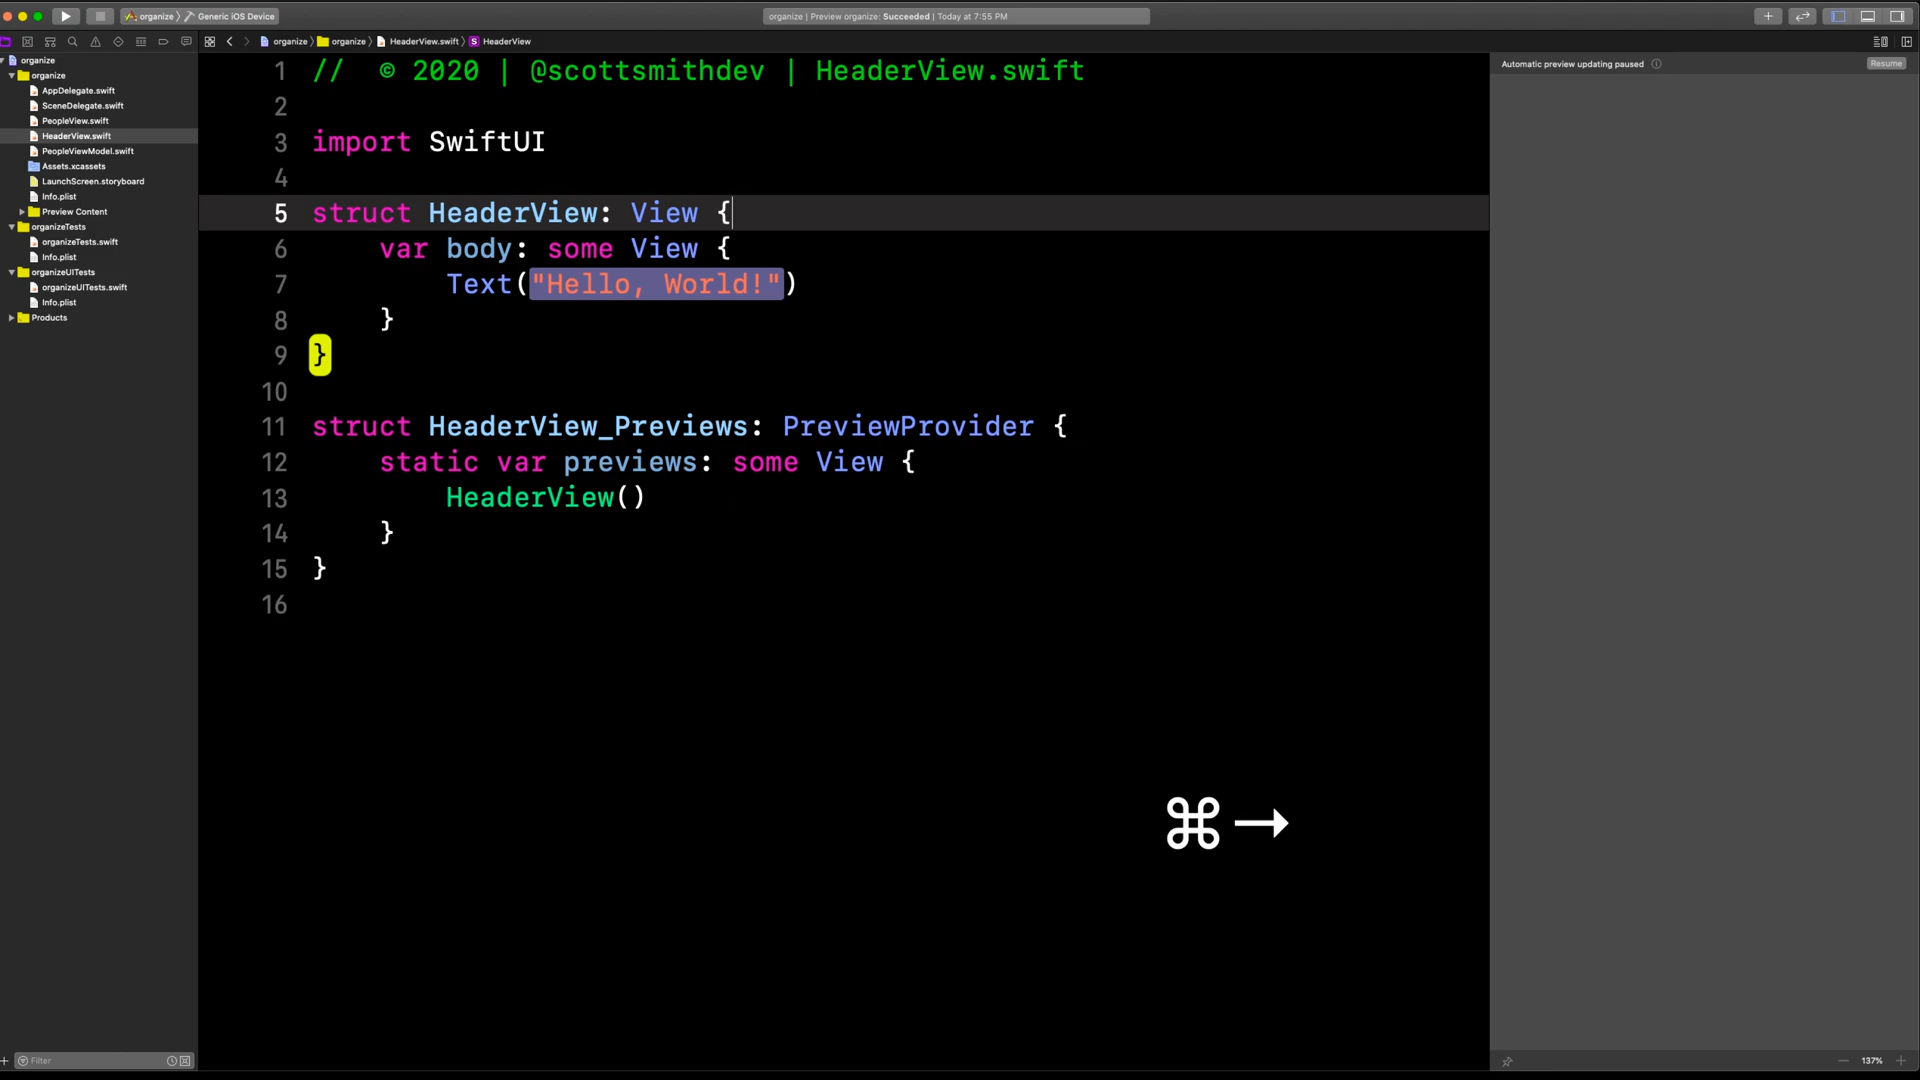 organize 〉 Generic iOS Device
organize | Preview organize: Succeeded | Today at 7:55 PM
organize 〉 organize 〉 HeaderView.swift 〉 S HeaderView
organize
organize
AppDelegate.swift
SceneDelegate.swift
PeopleView.swift
HeaderView.swift
PeopleViewModel.swift
Assets.xcassets
LaunchScreen.storyboard
Info.plist
Preview Content
organizeTests
organizeTests.swift
Info.plist
organizeUITests
organizeUITests.swift
Info.plist
Products
Filter
1 //  © 2020 | @scottsmithdev | HeaderView.swift
2
3 import SwiftUI
4
5 struct HeaderView: View {
6     var body: some View {
7         Text("Hello, World!")
8     }
9 }
10
11 struct HeaderView_Previews: PreviewProvider {
12     static var previews: some View {
13         HeaderView()
14     }
15 }
16
⌘→
Automatic preview updating paused
Resume
137%